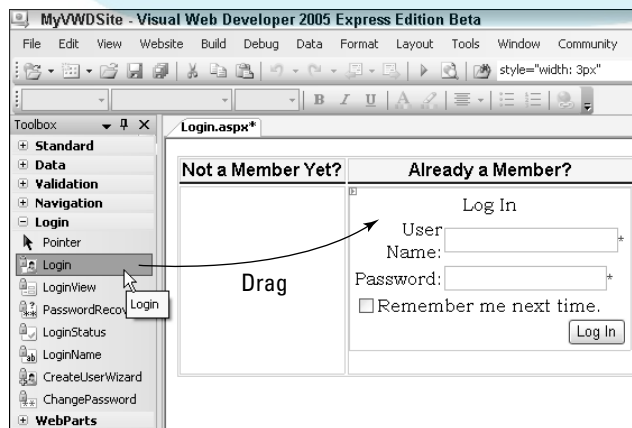 MyVWDSite - Visual Web Developer 2005 Express Edition Beta
File Edit View Website Build Debug Data Format Layout Tools Window Community
style="width: 3px"
B I U A
Toolbox
Login.aspx*
Standard
Data
Validation
Navigation
Login
Pointer
Login
LoginView
PasswordRecov
Login
LoginStatus
LoginName
CreateUserWizard
ChangePassword
WebParts
Not a Member Yet? Already a Member?
Drag
Log In
User
Name: *
Password: *
Remember me next time.
Log In